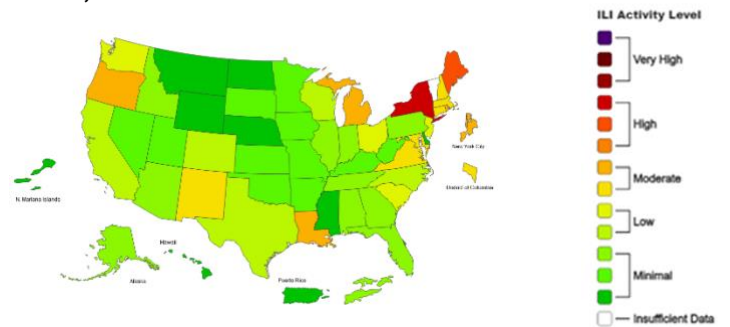 ILI Activity Level
Very High
High
Moderate
Low
Minimal
Insufficient Data
New York City
District of Columbia
N. Mariana Islands
Hawaii
Alaska
Puerto Rico